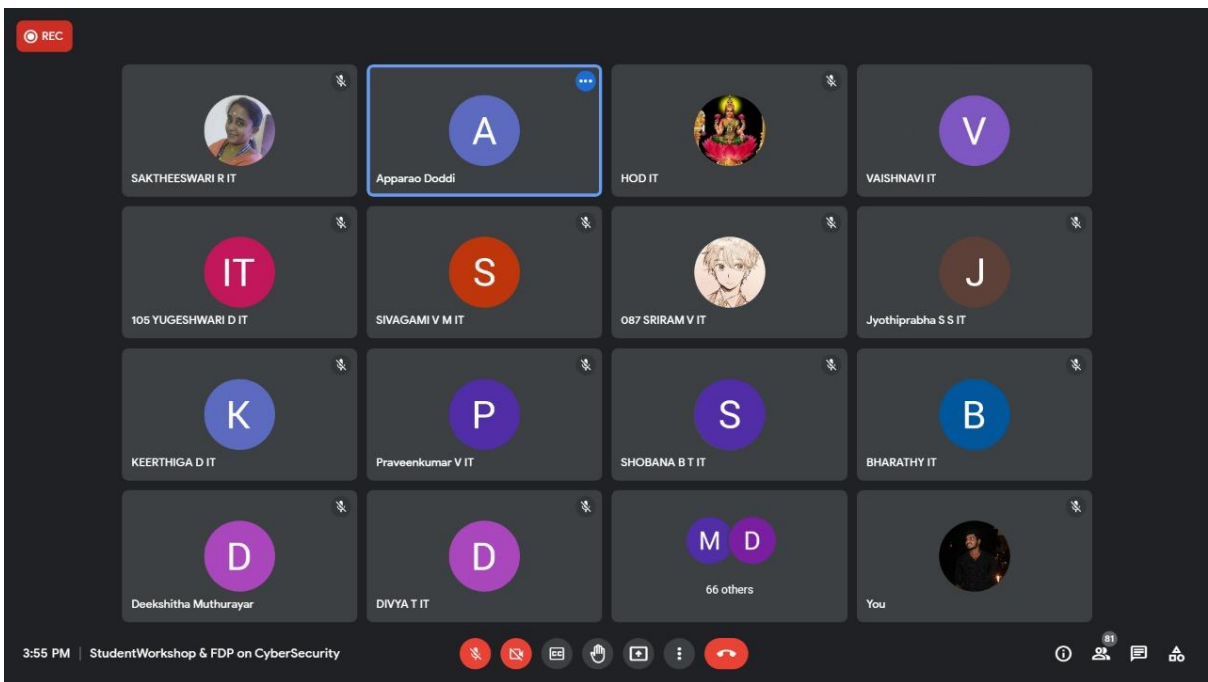 REC
SAKTHEESWARI R IT
A
Apparao Doddi
HOD IT
V
VAISHNAVI IT
IT
105 YUGESHWARI D IT
S
SIVAGAMI V M IT
087 SRIRAM V IT
J
Jyothiprabha S S IT
K
KEERTHIGA D IT
P
Praveenkumar V IT
S
SHOBANA B T IT
B
BHARATHY IT
D
Deekshitha Muthurayar
D
DIVYA T IT
M D
66 others
You
3:55 PM | StudentWorkshop & FDP on CyberSecurity
CC
81